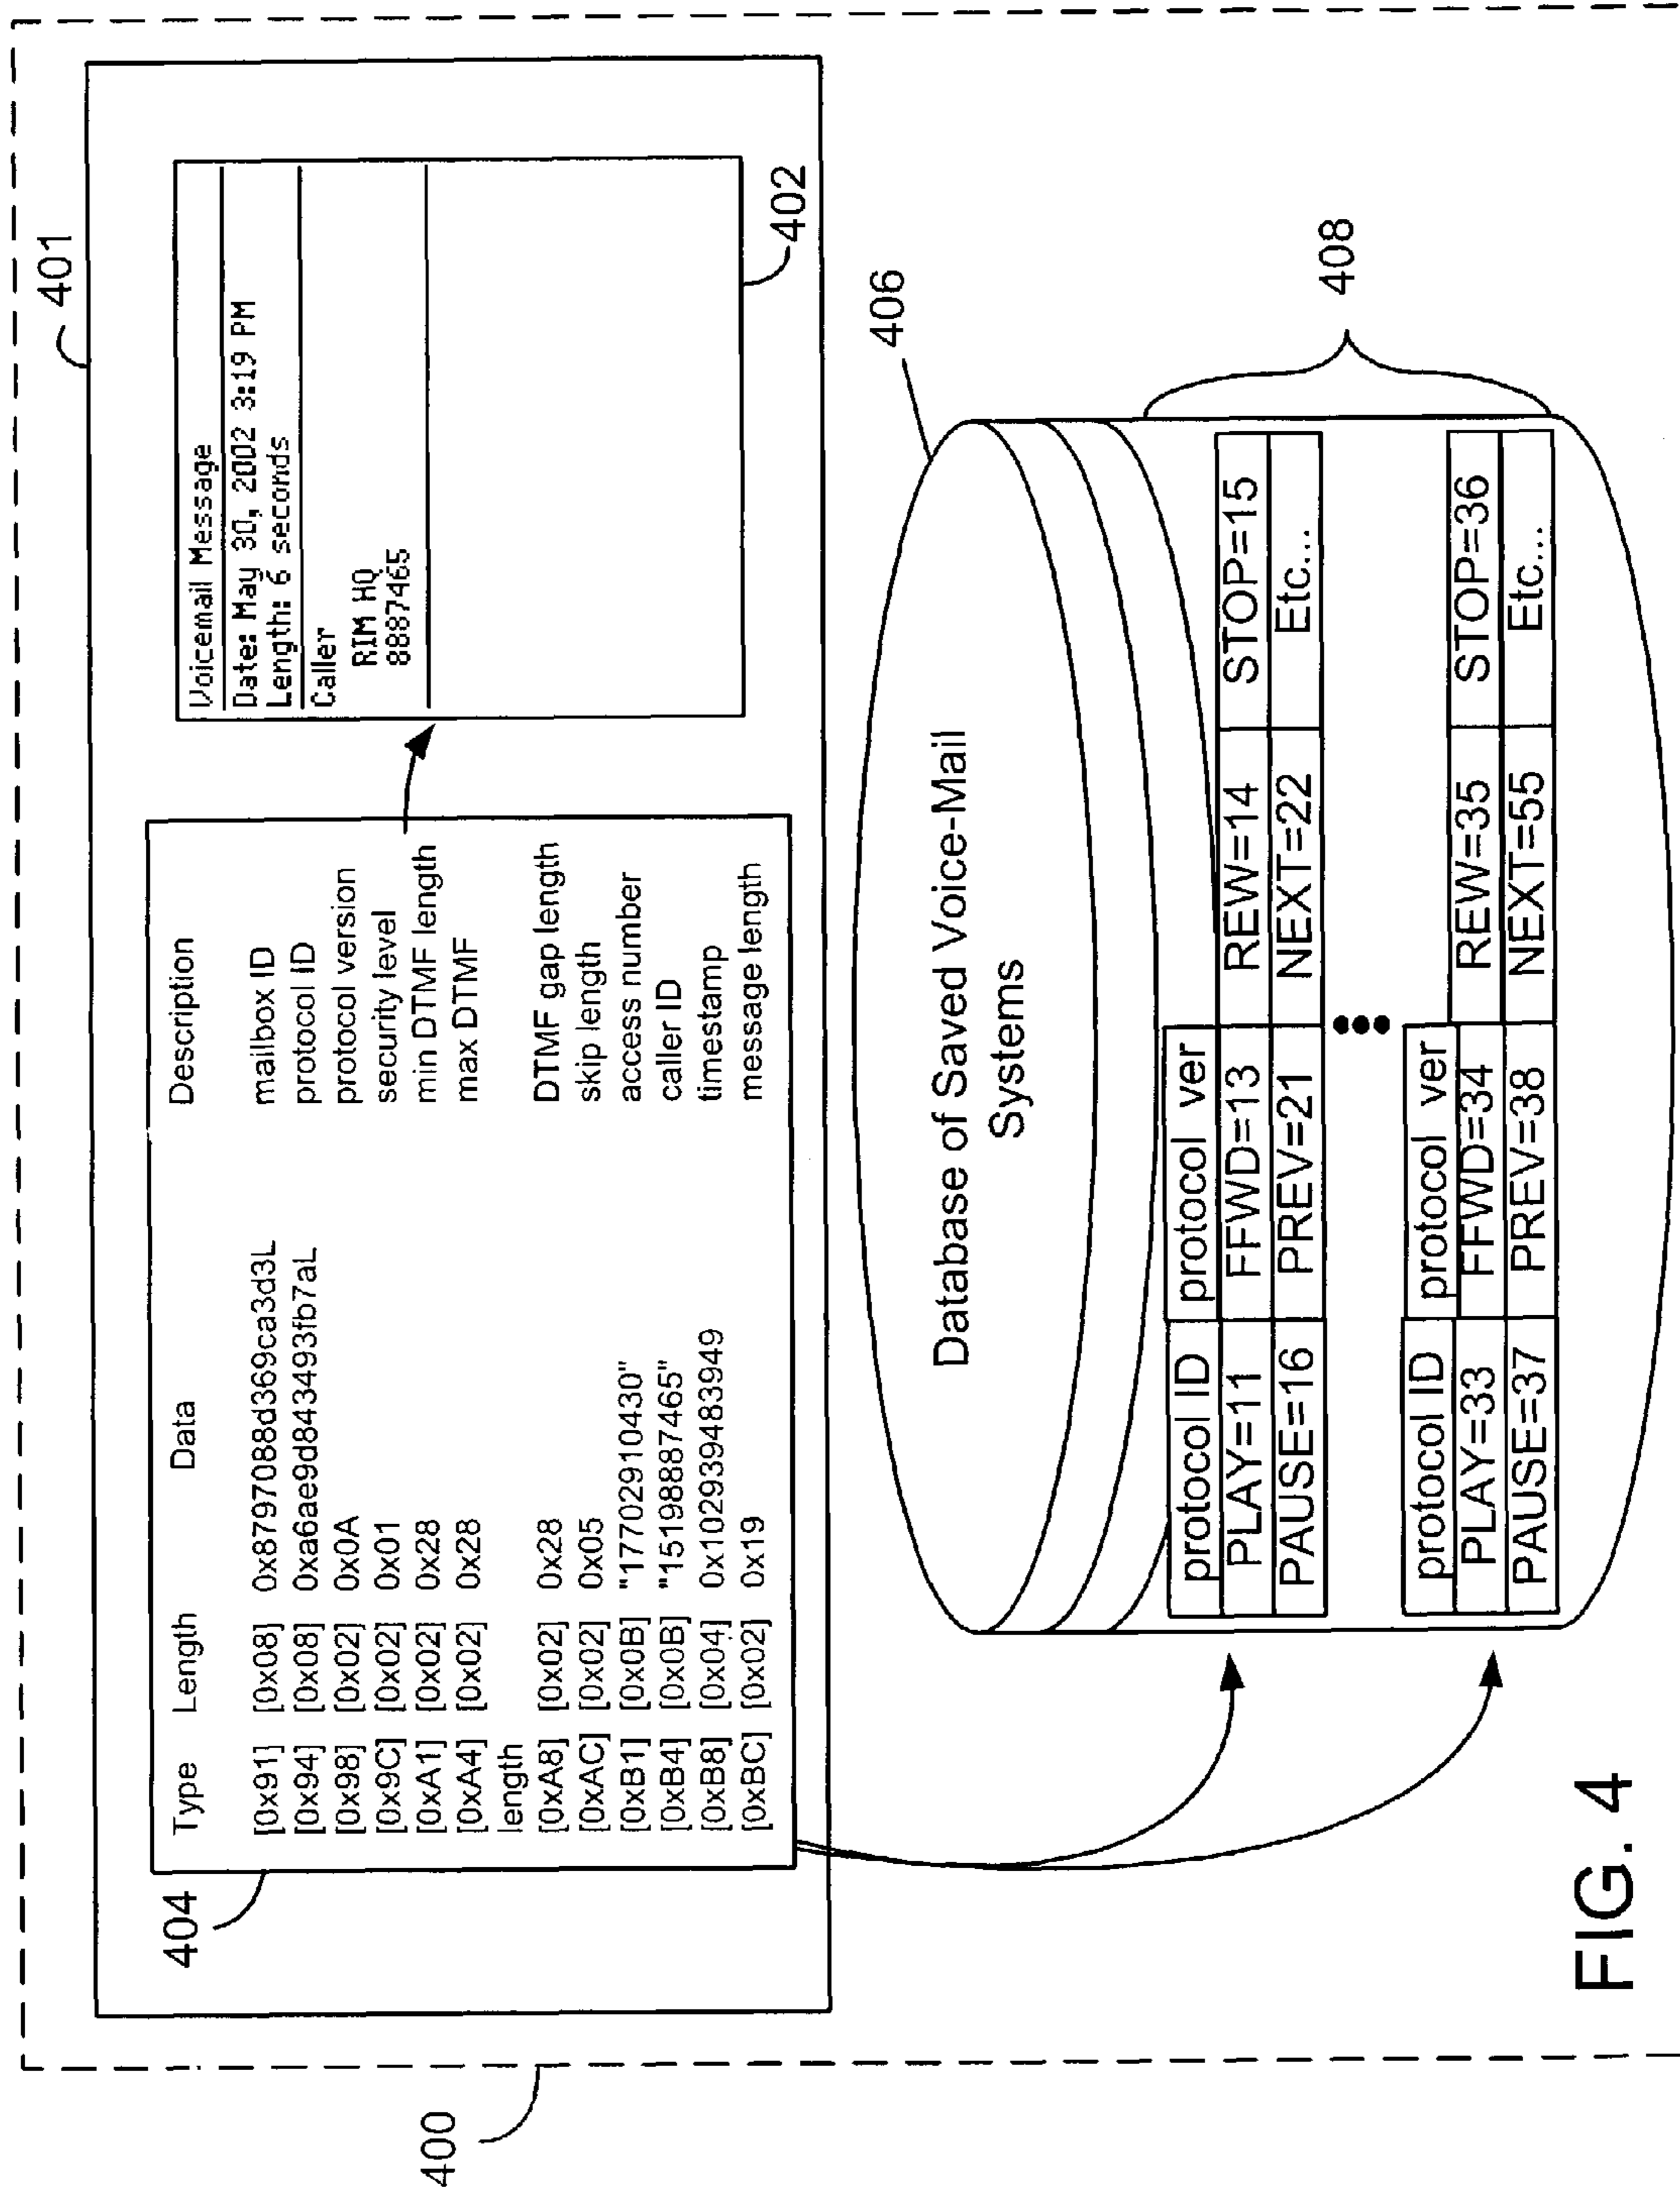 400
401
404
Type Length Data Description
[0x91] [0x08] 0x8797088d369ca3d3L mailbox ID
[0x94] [0x08] 0xa6ae9d843493fb7aL protocol ID
[0x98] [0x02] 0x0A protocol version
[0x9C] [0x02] 0x01 security level
[0xA1] [0x02] 0x28 min DTMF length
[0xA4] [0x02] 0x28 max DTMF
length
[0xA8] [0x02] 0x28 DTMF gap length
[0xAC] [0x02] 0x05 skip length
[0xB1] [0x0B] "17702910430" access number
[0xB4] [0x0B] "15198887465" caller ID
[0xB8] [0x04] 0x1029394839​49 timestamp
[0xBC] [0x02] 0x19 message length
Voicemail Message
Date: May 30, 2002 3:19 PM
Length: 6 seconds
Caller
RIM HQ
8887465
402
406
Database of Saved Voice-Mail
Systems
protocol ID protocol ver
PLAY=11 FFWD=13 REW=14 STOP=15
PAUSE=16 PREV=21 NEXT=22 Etc...
protocol ID protocol ver
PLAY=33 FFWD=34 REW=35 STOP=36
PAUSE=37 PREV=38 NEXT=55 Etc...
408
FIG. 4